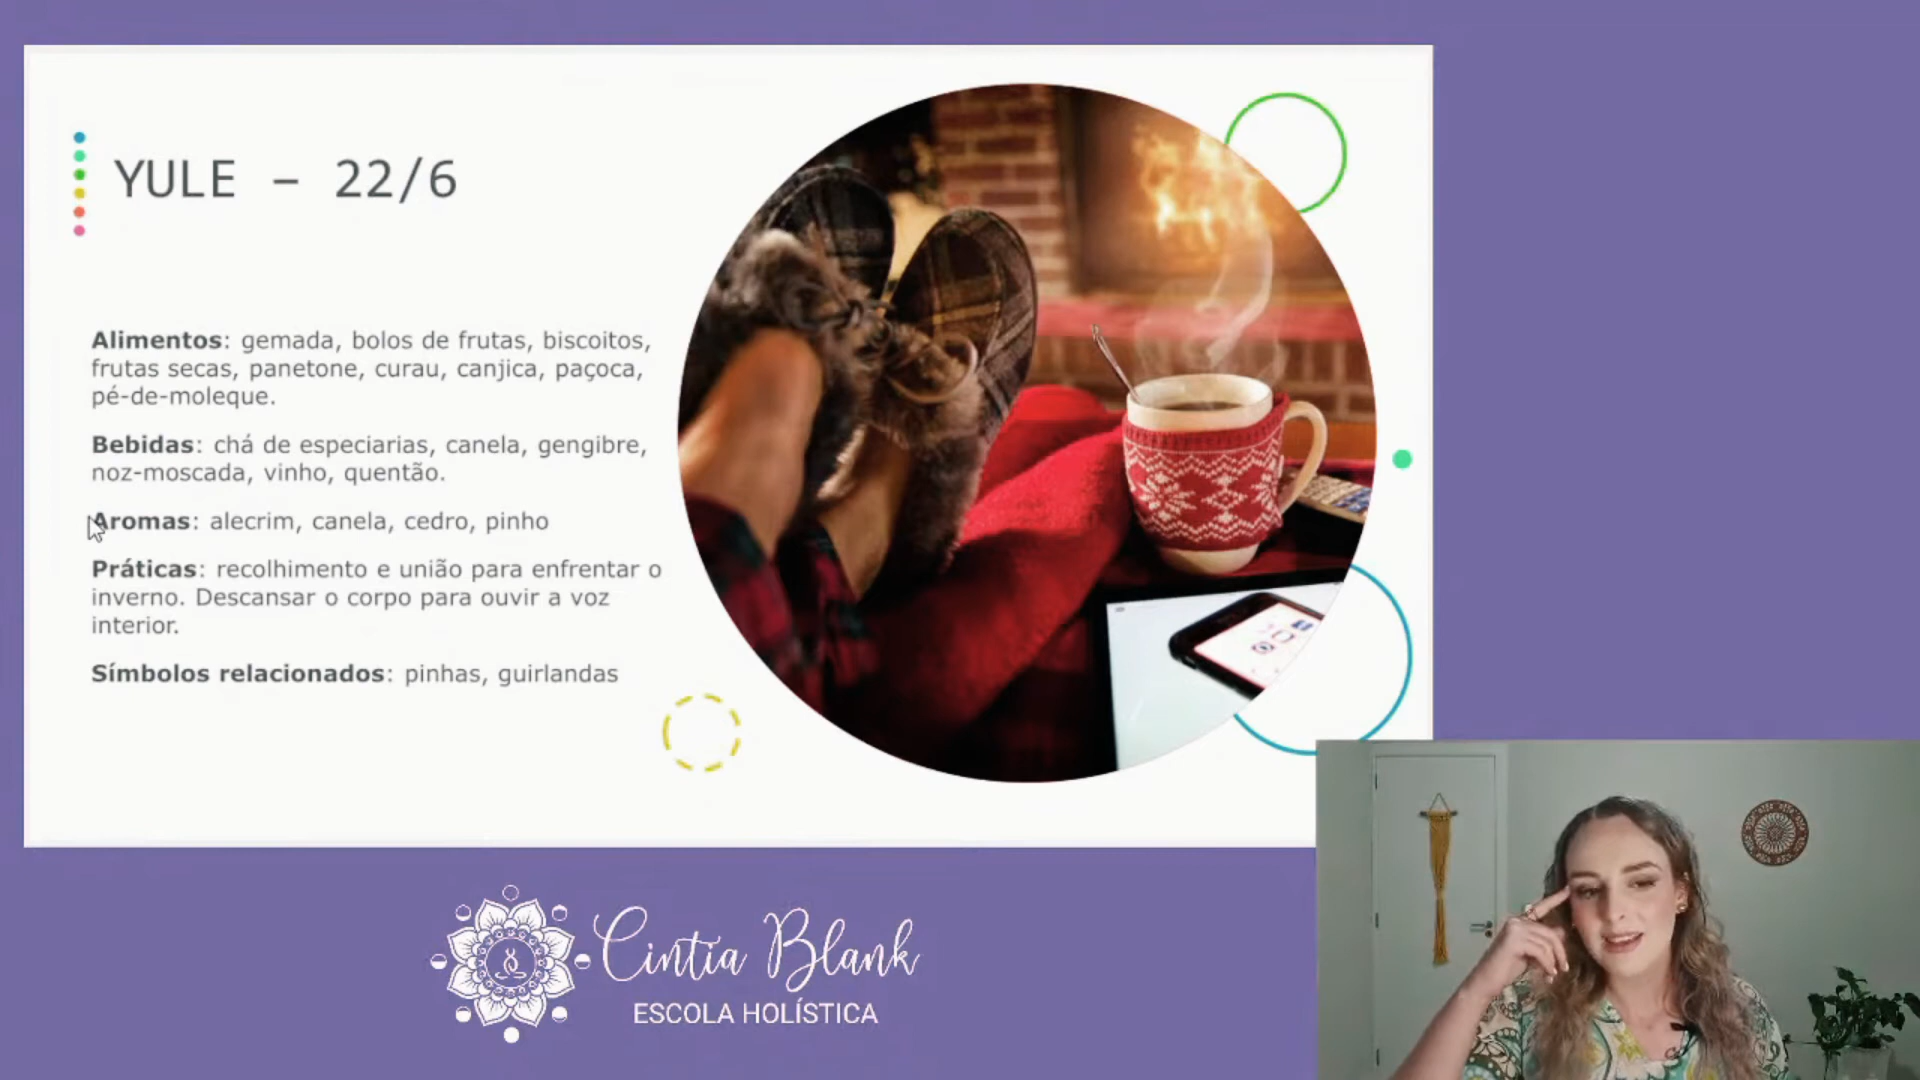 YULE – 22/6
Alimentos: gemada, bolos de frutas, biscoitos,
frutas secas, panetone, curau, canjica, paçoca,
pé-de-moleque.
Bebidas: chá de especiarias, canela, gengibre,
noz-moscada, vinho, quentão.
Aromas: alecrim, canela, cedro, pinho
Práticas: recolhimento e união para enfrentar o
inverno. Descansar o corpo para ouvir a voz
interior.
Símbolos relacionados: pinhas, guirlandas
Cintia Blank
ESCOLA HOLÍSTICA